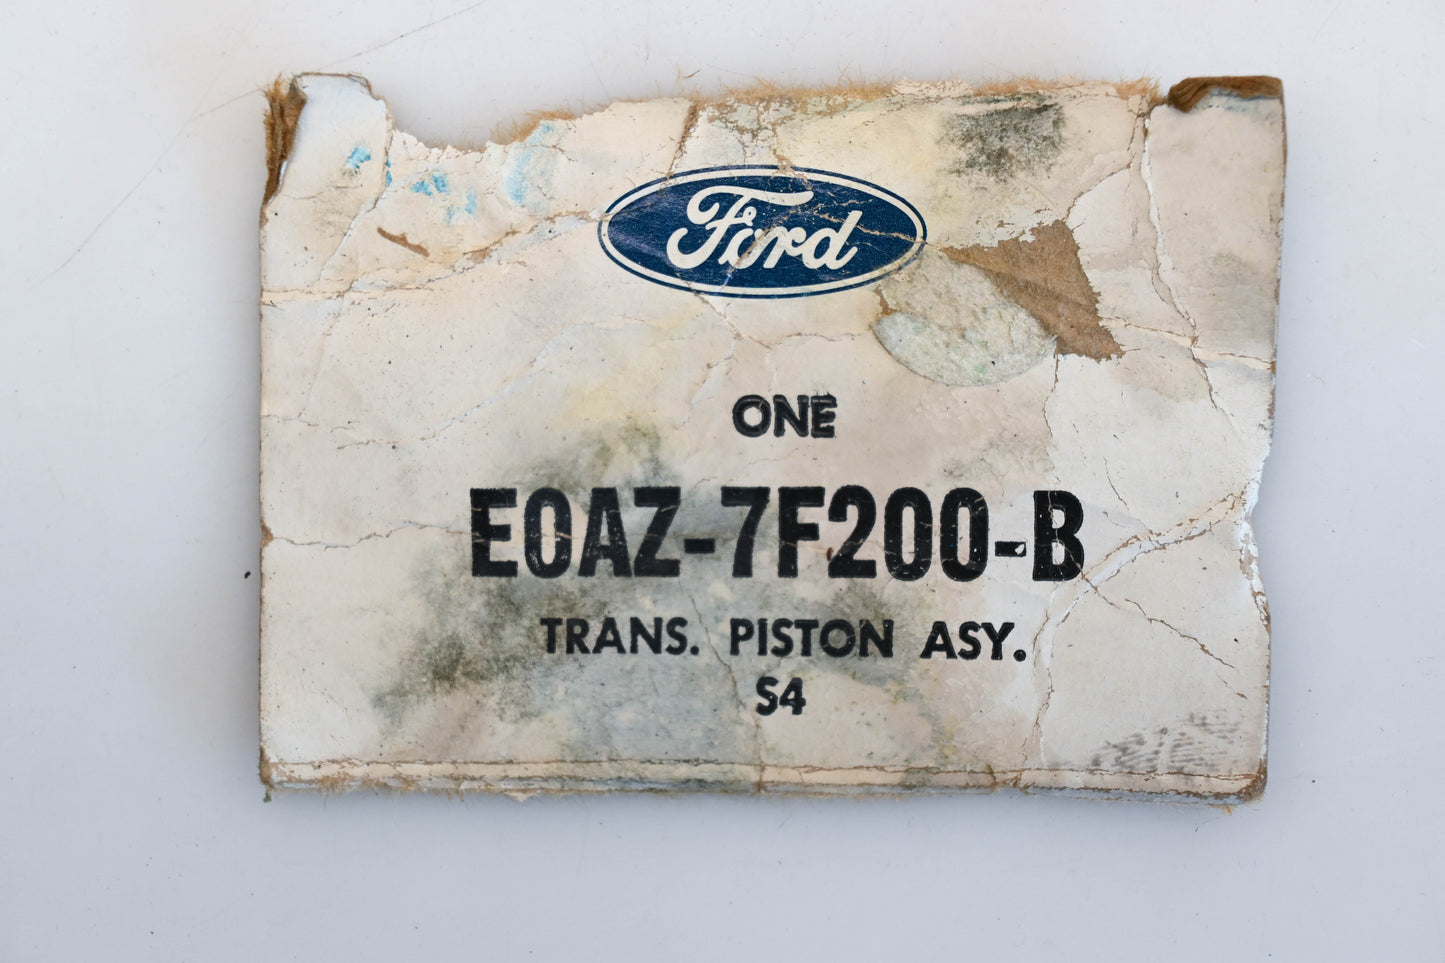 Ford
ONE
E0AZ-7F200-B
TRANS. PISTON ASY.
S4